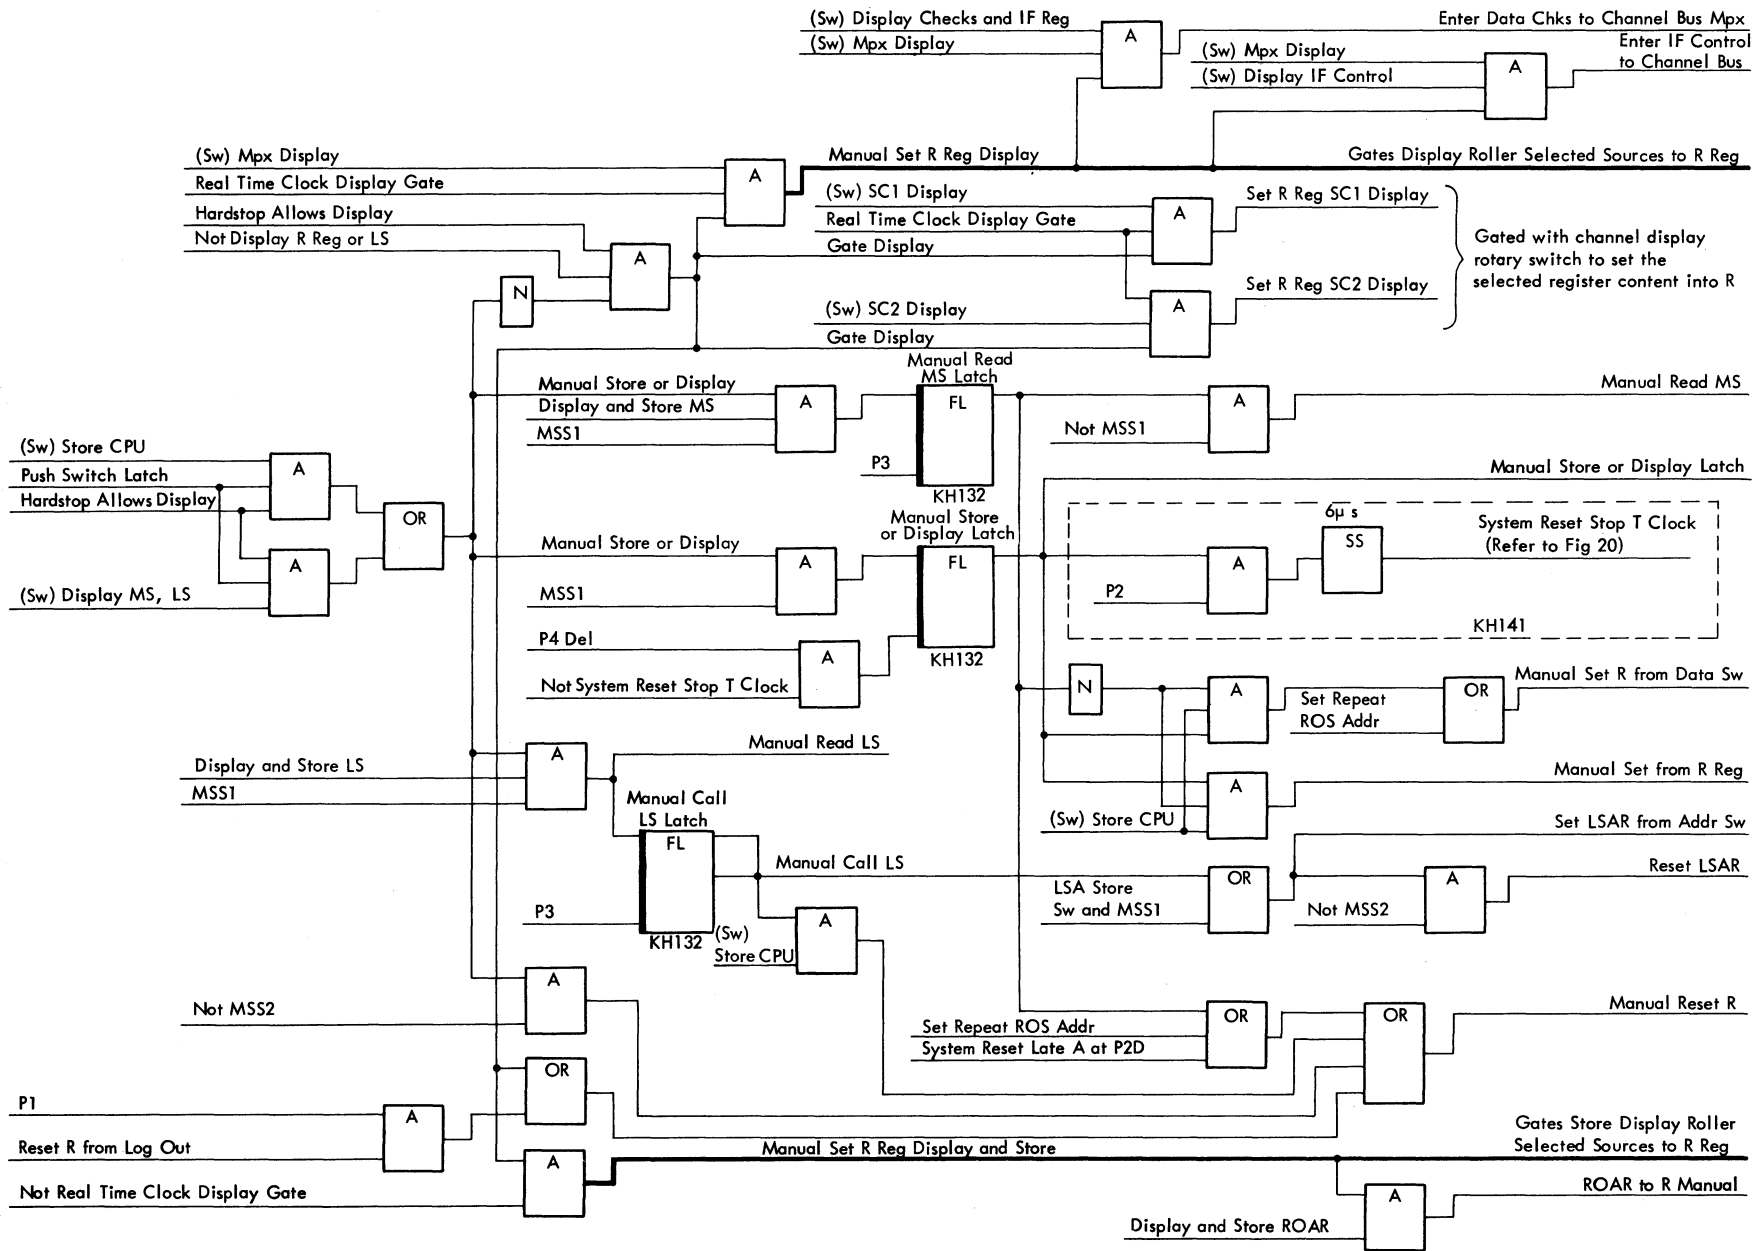 (Sw) Display Checks and IF Reg
(Sw) Mpx Display
A
Enter Data Chks to Channel Bus Mpx
(Sw) Mpx Display
(Sw) Display IF Control
A
Enter IF Control
to Channel Bus
(Sw) Mpx Display
Real Time Clock Display Gate
Hardstop Allows Display
Not Display R Reg or LS
A
A
N
Manual Set R Reg Display
Gates Display Roller Selected Sources to R Reg
(Sw) SC1 Display
Real Time Clock Display Gate
Gate Display
A
Set R Reg SC1 Display
(Sw) SC2 Display
Gate Display
A
Set R Reg SC2 Display
Gated with channel display
rotary switch to set the
selected register content into R
Manual Store or Display
Display and Store MS
MSS1
A
Manual Read
MS Latch
FL
P3
KH132
Not MSS1
A
Manual Read MS
(Sw) Store CPU
Push Switch Latch
Hardstop Allows Display
A
A
OR
(Sw) Display MS, LS
Manual Store or Display Latch
Manual Store or Display
MSS1
A
Manual Store
or Display Latch
FL
KH132
P4 Del
Not System Reset Stop T Clock
A
P2
A
6μ s
SS
System Reset Stop T Clock
(Refer to Fig 20)
KH141
N
A
Set Repeat
ROS Addr
OR
Manual Set R from Data Sw
A
(Sw) Store CPU
Manual Set from R Reg
Display and Store LS
MSS1
A
Manual Read LS
Manual Call
LS Latch
FL
P3
KH132
Manual Call LS
(Sw)
Store CPU
A
LSA Store
Sw and MSS1
OR
Set LSAR from Addr Sw
Not MSS2
A
Reset LSAR
Not MSS2
A
Set Repeat ROS Addr
System Reset Late A at P2D
OR
OR
Manual Reset R
P1
Reset R from Log Out
A
OR
Not Real Time Clock Display Gate
A
Manual Set R Reg Display and Store
Gates Store Display Roller
Selected Sources to R Reg
Display and Store ROAR
A
ROAR to R Manual